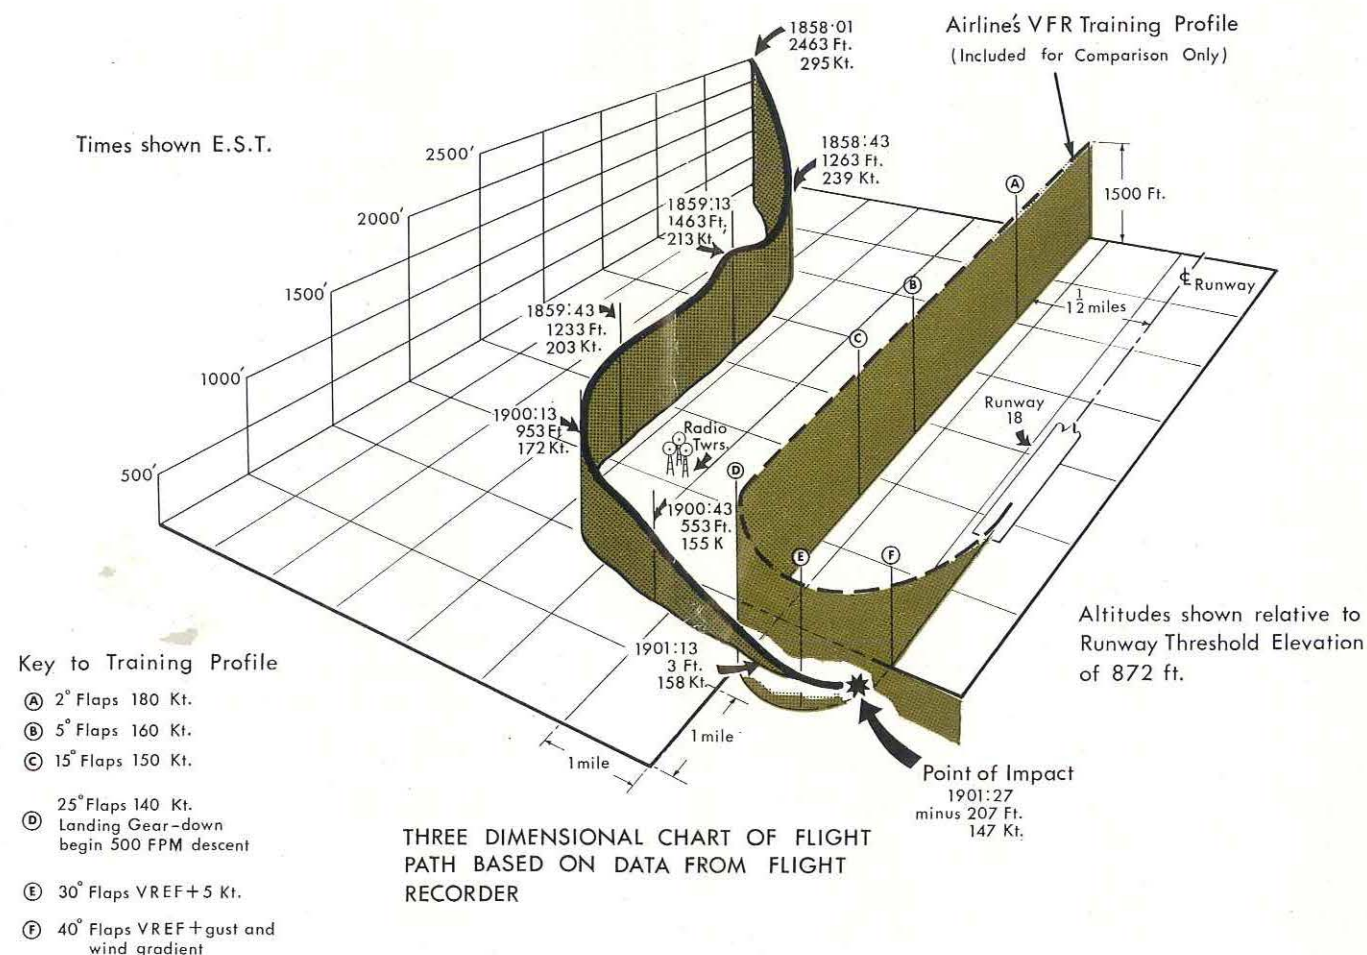 1858·01
2463 Ft.
295 Kt.
Airline's VFR Training Profile
(Included for Comparison Only)
Times shown E.S.T.
2500'
2000'
1500'
1000'
500'
1858:43
1263 Ft.
239 Kt.
1859:13
1463 Ft.
213 Kt.
1859:43
1233 Ft.
203 Kt.
1900:13
953 Ft
172 Kt.
Radio
Twrs.
1900:43
553 Ft.
155 K
1901:13
3 Ft.
158 Kt.
A
B
C
D
E
F
1500 Ft.
℄ Runway
1½ miles
Runway
18
Altitudes shown relative to
Runway Threshold Elevation
of 872 ft.
1 mile
1 mile
Point of Impact
1901:27
minus 207 Ft.
147 Kt.
Key to Training Profile
A 2° Flaps 180 Kt.
B 5° Flaps 160 Kt.
C 15° Flaps 150 Kt.
25° Flaps 140 Kt.
D Landing Gear-down
begin 500 FPM descent
E 30° Flaps VREF+5 Kt.
F 40° Flaps VREF+gust and
wind gradient
THREE DIMENSIONAL CHART OF FLIGHT
PATH BASED ON DATA FROM FLIGHT
RECORDER